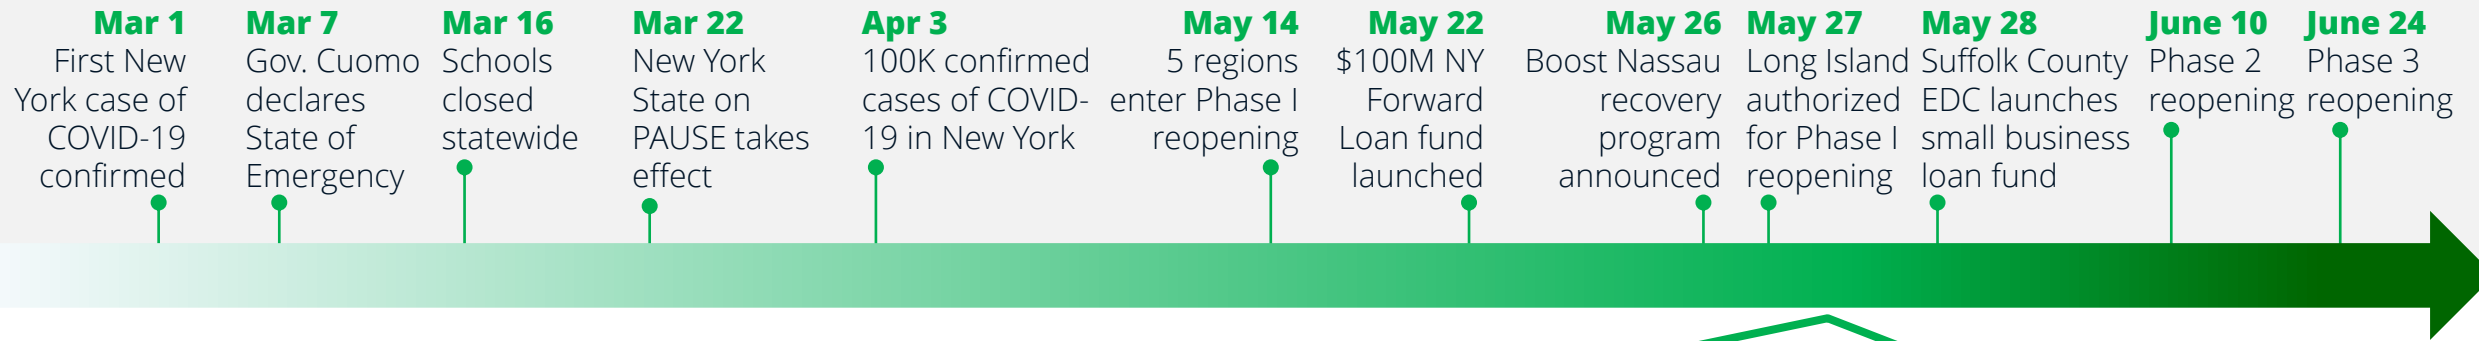 Mar 1
First New
York case of
COVID-19
confirmed
Mar 7
Gov. Cuomo
declares
State of
Emergency
Mar 16
Schools
closed
statewide
Mar 22
New York
State on
PAUSE takes
effect
Apr 3
100K confirmed
cases of COVID-
19 in New York
May 14
5 regions
enter Phase I
reopening
May 22
$100M NY
Forward
Loan fund
launched
May 26
Boost Nassau
recovery
program
announced
May 27
Long Island
authorized
for Phase I
reopening
May 28
Suffolk County
EDC launches
small business
loan fund
June 10
Phase 2
reopening
June 24
Phase 3
reopening